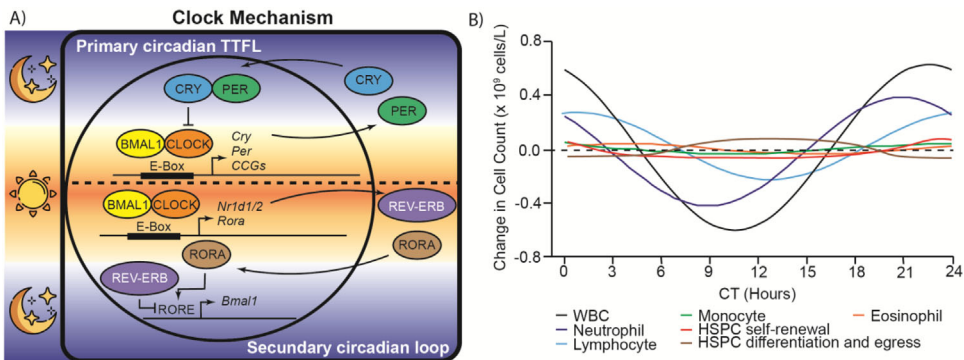 A)
Clock Mechanism
Primary circadian TTFL
CRY
PER
CRY
PER
BMAL1
CLOCK
Cry
Per
CCGs
E-Box
BMAL1
CLOCK
Nr1d1/2
Rora
E-Box
REV-ERB
RORA
RORA
REV-ERB
RORE
Bmal1
Secondary circadian loop
B)
Change in Cell Count (x 10⁹ cells/L)
0.8
0.4
0.0
-0.4
-0.8
0 3 6 9 12 15 18 21 24
CT (Hours)
WBC
Neutrophil
Lymphocyte
Monocyte
HSPC self-renewal
HSPC differentiation and egress
Eosinophil